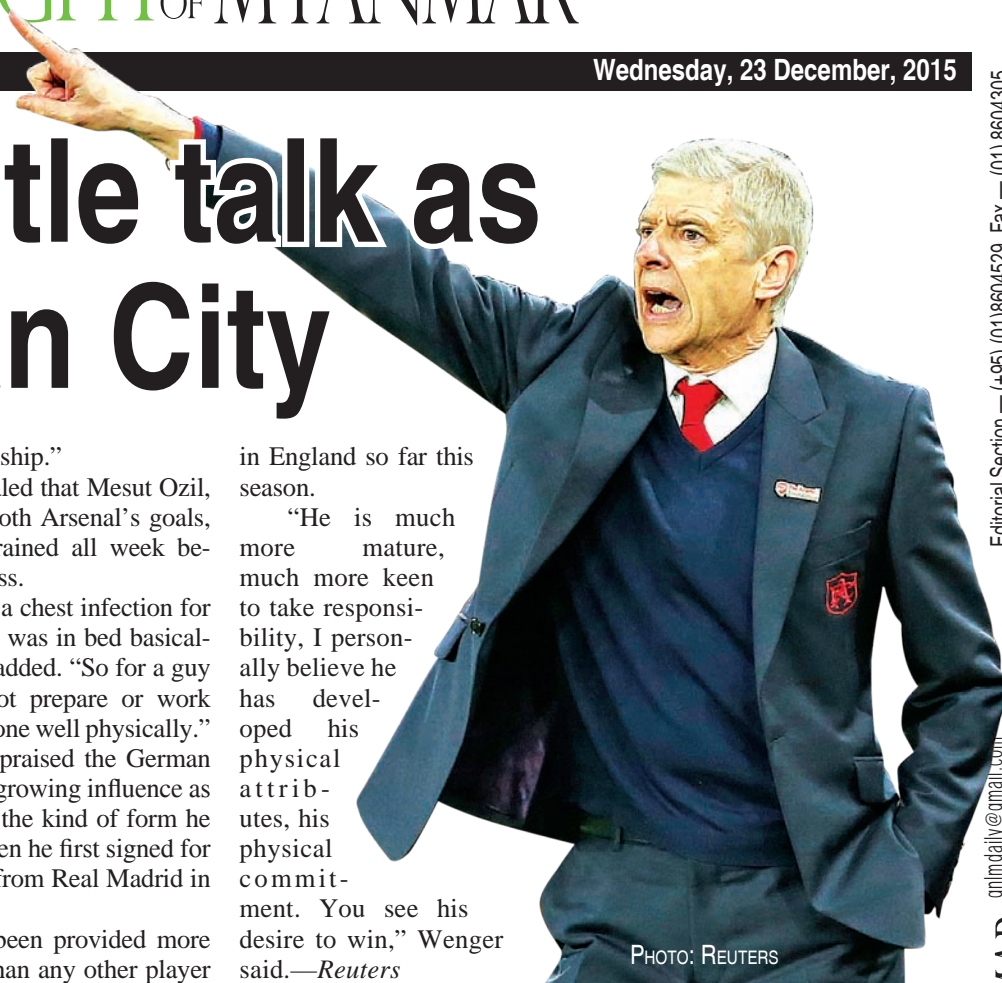 OF MYANMAR
Wednesday, 23 December, 2015
talk as
City
in England so far this
season.
“He is much
more mature,
much more keen
to take responsi-
bility, I person-
ally believe he
has devel-
oped his
physical
attrib-
utes, his
physical
commit-
ment. You see his
desire to win,” Wenger
said.—Reuters
ship.”
led that Mesut Ozil,
oth Arsenal’s goals,
rained all week be-
ss.
a chest infection for
was in bed basical-
added. “So for a guy
ot prepare or work
one well physically.”
praised the German
growing influence as
the kind of form he
en he first signed for
from Real Madrid in
been provided more
han any other player
PHOTO: REUTERS
Editorial Section — (+95) (01)8604529, Fax — (01) 8604305
gnlmdaily@gmail.com